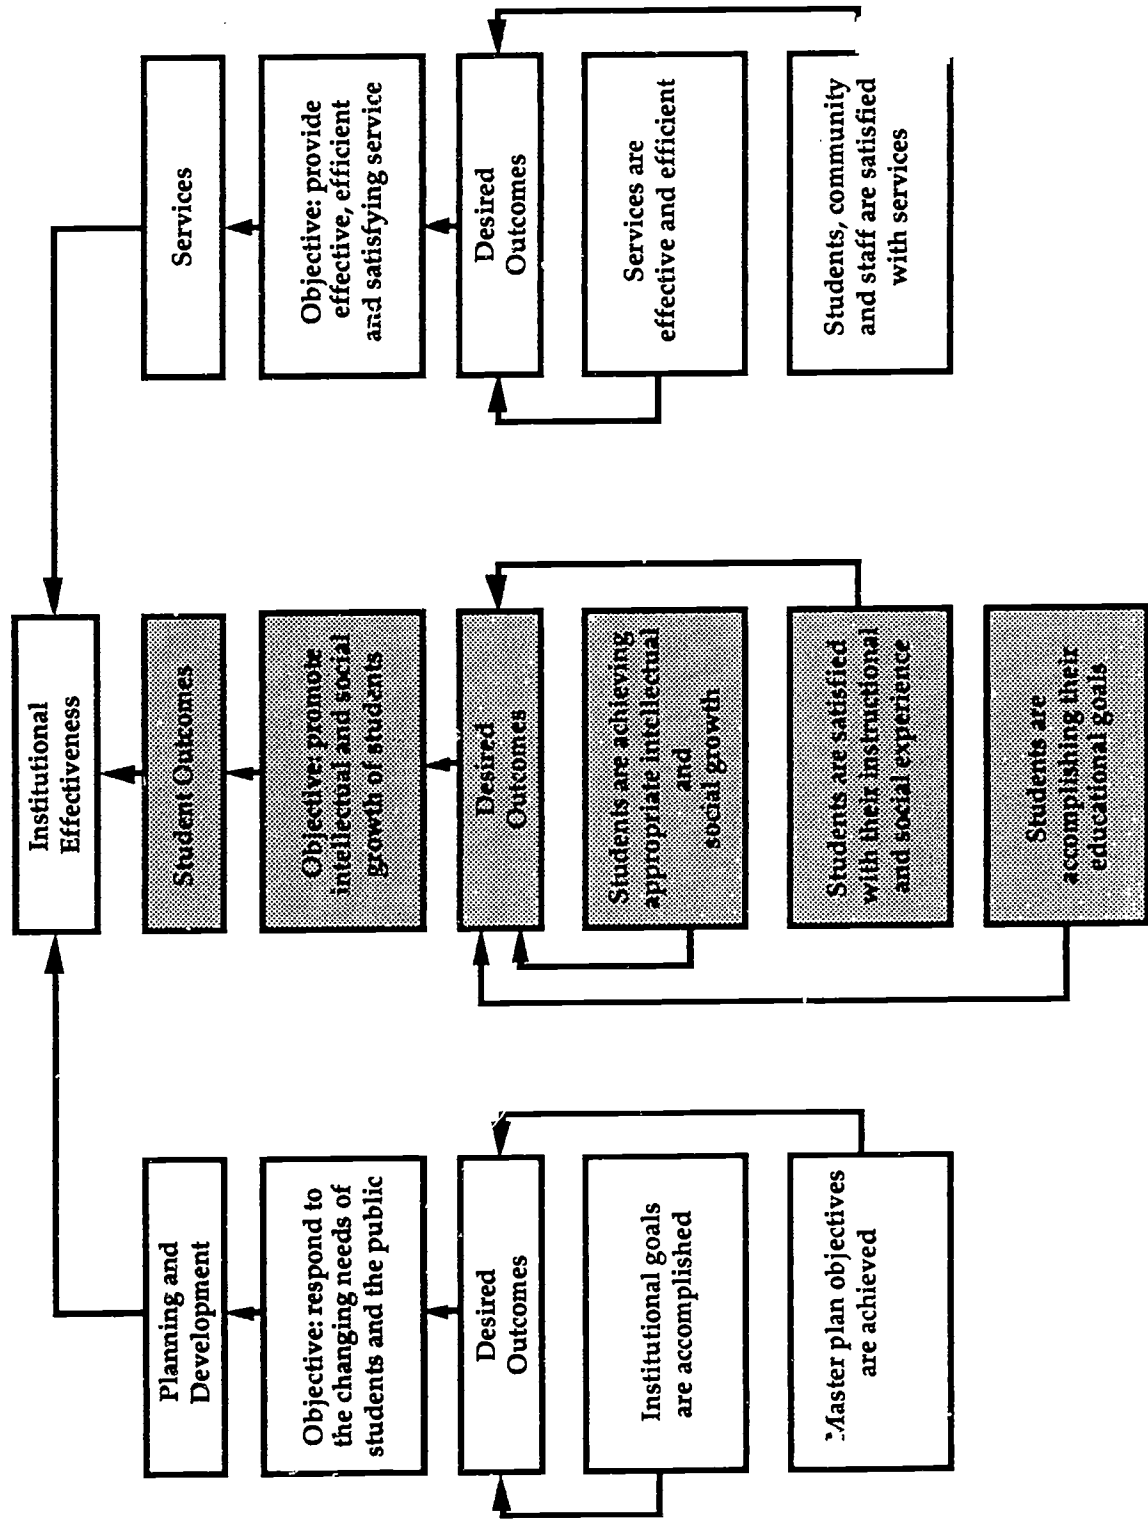 Institutional
Effectiveness
Planning and
Development
Objective: respond to
the changing needs of
students and the public
Desired
Outcomes
Institutional goals
are accomplished
Master plan objectives
are achieved
Student Outcomes
Objective: promote
intellectual and social
growth of students
Desired
Outcomes
Students are achieving
appropriate intellectual
and
social growth
Students are satisfied
with their instructional
and social experience
Students are
accomplishing their
educational goals
Services
Objective: provide
effective, efficient
and satisfying service
Desired
Outcomes
Services are
effective and efficient
Students, community
and staff are satisfied
with services